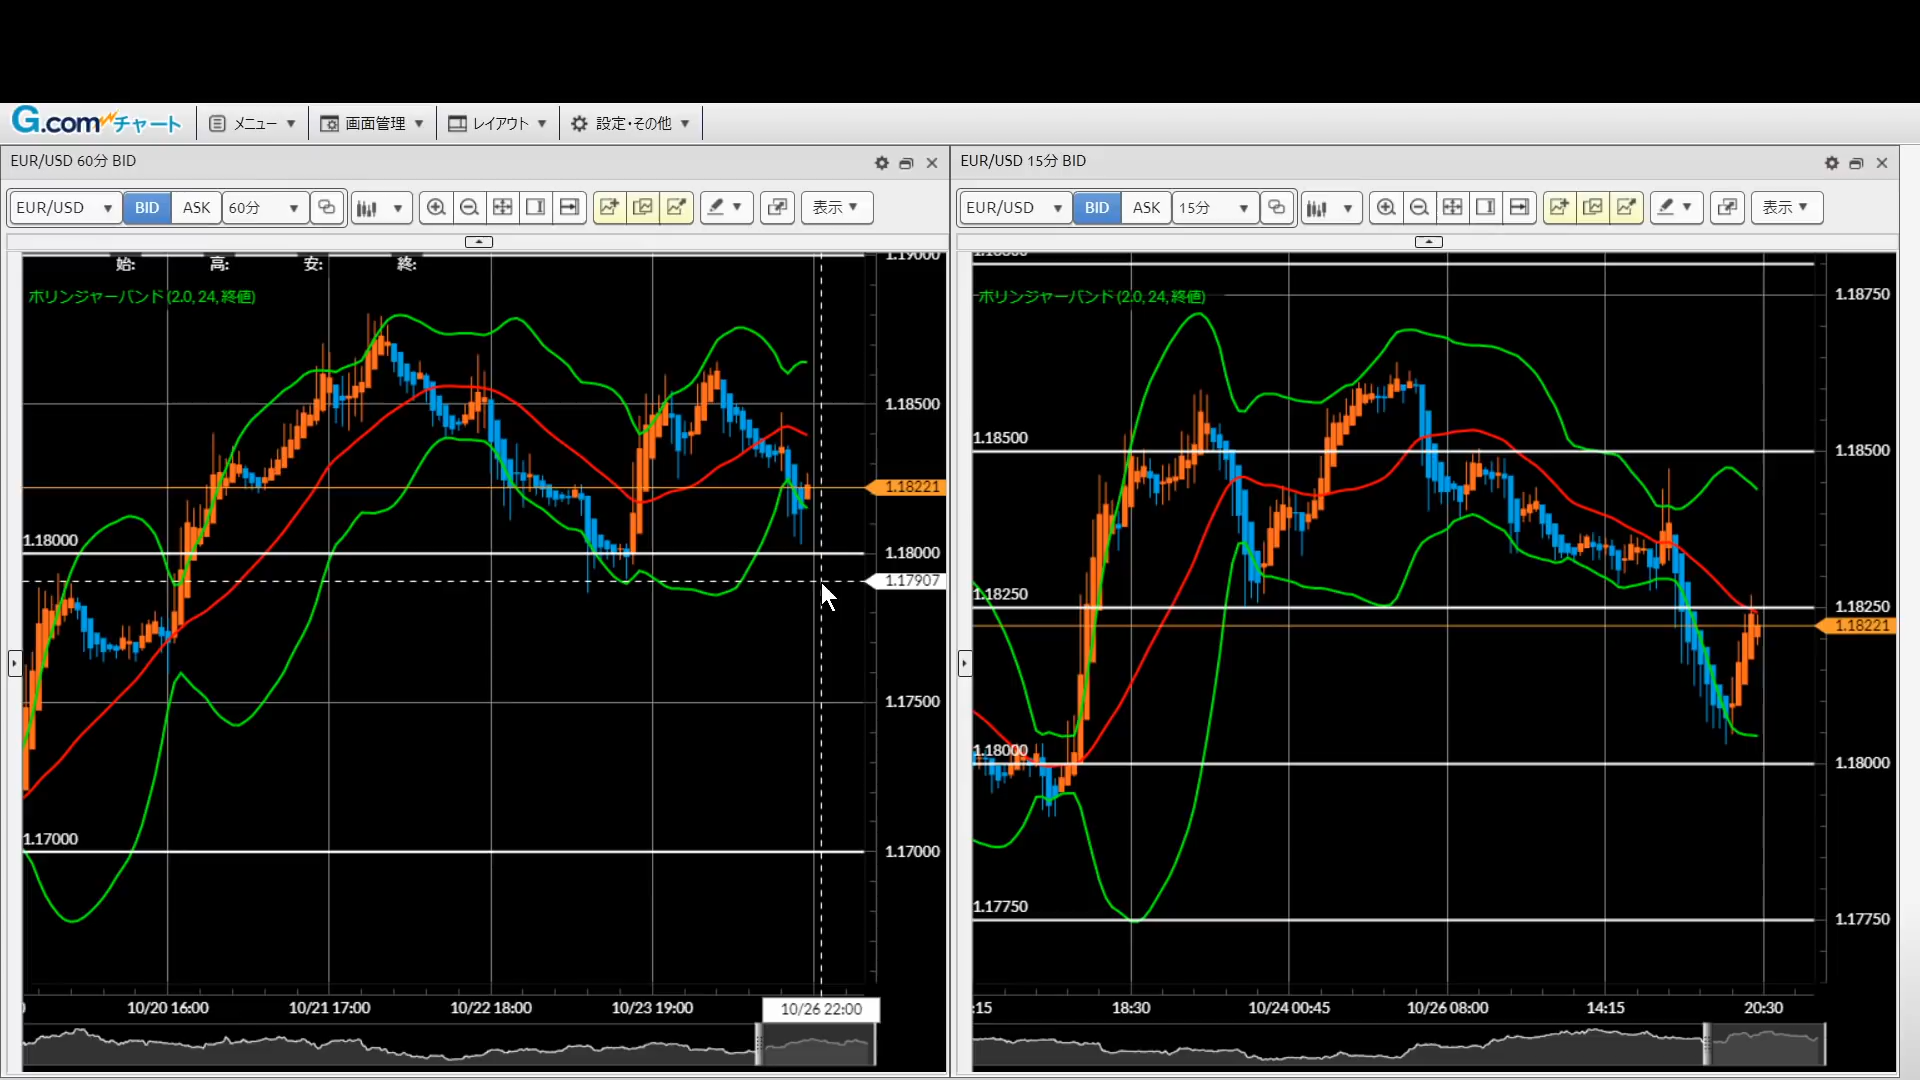 G.comチャート メニュー 画面管理 レイアウト 設定・その他
EUR/USD 60分 BID
EUR/USD BID ASK 60分 表示
始: 高: 安: 終:
ボリンジャーバンド (2.0, 24, 終値)
1.19000
1.18500
1.18221
1.18000 1.18000
1.17907
1.17500
1.17000 1.17000
10/20 16:00 10/21 17:00 10/22 18:00 10/23 19:00 10/26 22:00
EUR/USD 15分 BID
EUR/USD BID ASK 15分 表示
ボリンジャーバンド (2.0, 24, 終値)
1.18750
1.18500 1.18500
1.18250 1.18250
1.18221
1.18000 1.18000
1.17750 1.17750
:15 18:30 10/24 00:45 10/26 08:00 14:15 20:30